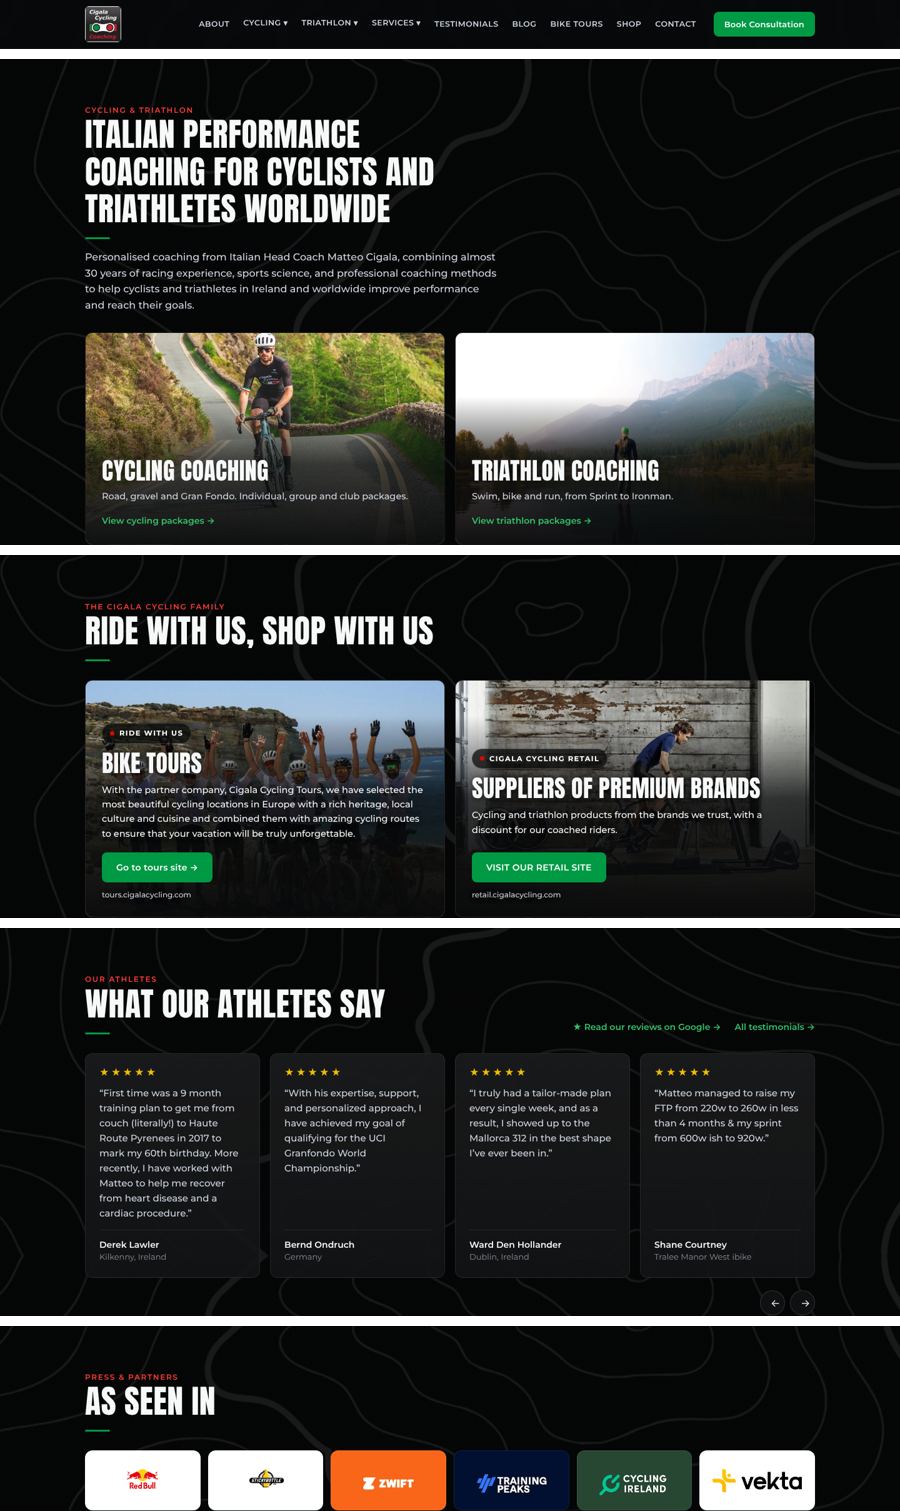 Cigala
Cycling
Coaching
ABOUT
CYCLING ▾
TRIATHLON ▾
SERVICES ▾
TESTIMONIALS
BLOG
BIKE TOURS
SHOP
CONTACT
Book Consultation
CYCLING & TRIATHLON
ITALIAN PERFORMANCE
COACHING FOR CYCLISTS AND
TRIATHLETES WORLDWIDE
Personalised coaching from Italian Head Coach Matteo Cigala, combining almost
30 years of racing experience, sports science, and professional coaching methods
to help cyclists and triathletes in Ireland and worldwide improve performance
and reach their goals.
CYCLING COACHING
Road, gravel and Gran Fondo. Individual, group and club packages.
View cycling packages →
TRIATHLON COACHING
Swim, bike and run, from Sprint to Ironman.
View triathlon packages →
THE CIGALA CYCLING FAMILY
RIDE WITH US, SHOP WITH US
RIDE WITH US
BIKE TOURS
With the partner company, Cigala Cycling Tours, we have selected the
most beautiful cycling locations in Europe with a rich heritage, local
culture and cuisine and combined them with amazing cycling routes
to ensure that your vacation will be truly unforgettable.
Go to tours site →
tours.cigalacycling.com
CIGALA CYCLING RETAIL
SUPPLIERS OF PREMIUM BRANDS
Cycling and triathlon products from the brands we trust, with a
discount for our coached riders.
VISIT OUR RETAIL SITE
retail.cigalacycling.com
OUR ATHLETES
WHAT OUR ATHLETES SAY
★ Read our reviews on Google →
All testimonials →
★★★★★
“First time was a 9 month
training plan to get me from
couch (literally!) to Haute
Route Pyrenees in 2017 to
mark my 60th birthday. More
recently, I have worked with
Matteo to help me recover
from heart disease and a
cardiac procedure.”
Derek Lawler
Kilkenny, Ireland
★★★★★
“With his expertise, support,
and personalized approach, I
have achieved my goal of
qualifying for the UCI
Granfondo World
Championship.”
Bernd Ondruch
Germany
★★★★★
“I truly had a tailor-made plan
every single week, and as a
result, I showed up to the
Mallorca 312 in the best shape
I’ve ever been in.”
Ward Den Hollander
Dublin, Ireland
★★★★★
“Matteo managed to raise my
FTP from 220w to 260w in less
than 4 months & my sprint
from 600w ish to 920w.”
Shane Courtney
Tralee Manor West ibike
← →
PRESS & PARTNERS
AS SEEN IN
Red Bull
STICKYBOTTLE
ZWIFT
TRAINING
PEAKS
CYCLING
IRELAND
vekta